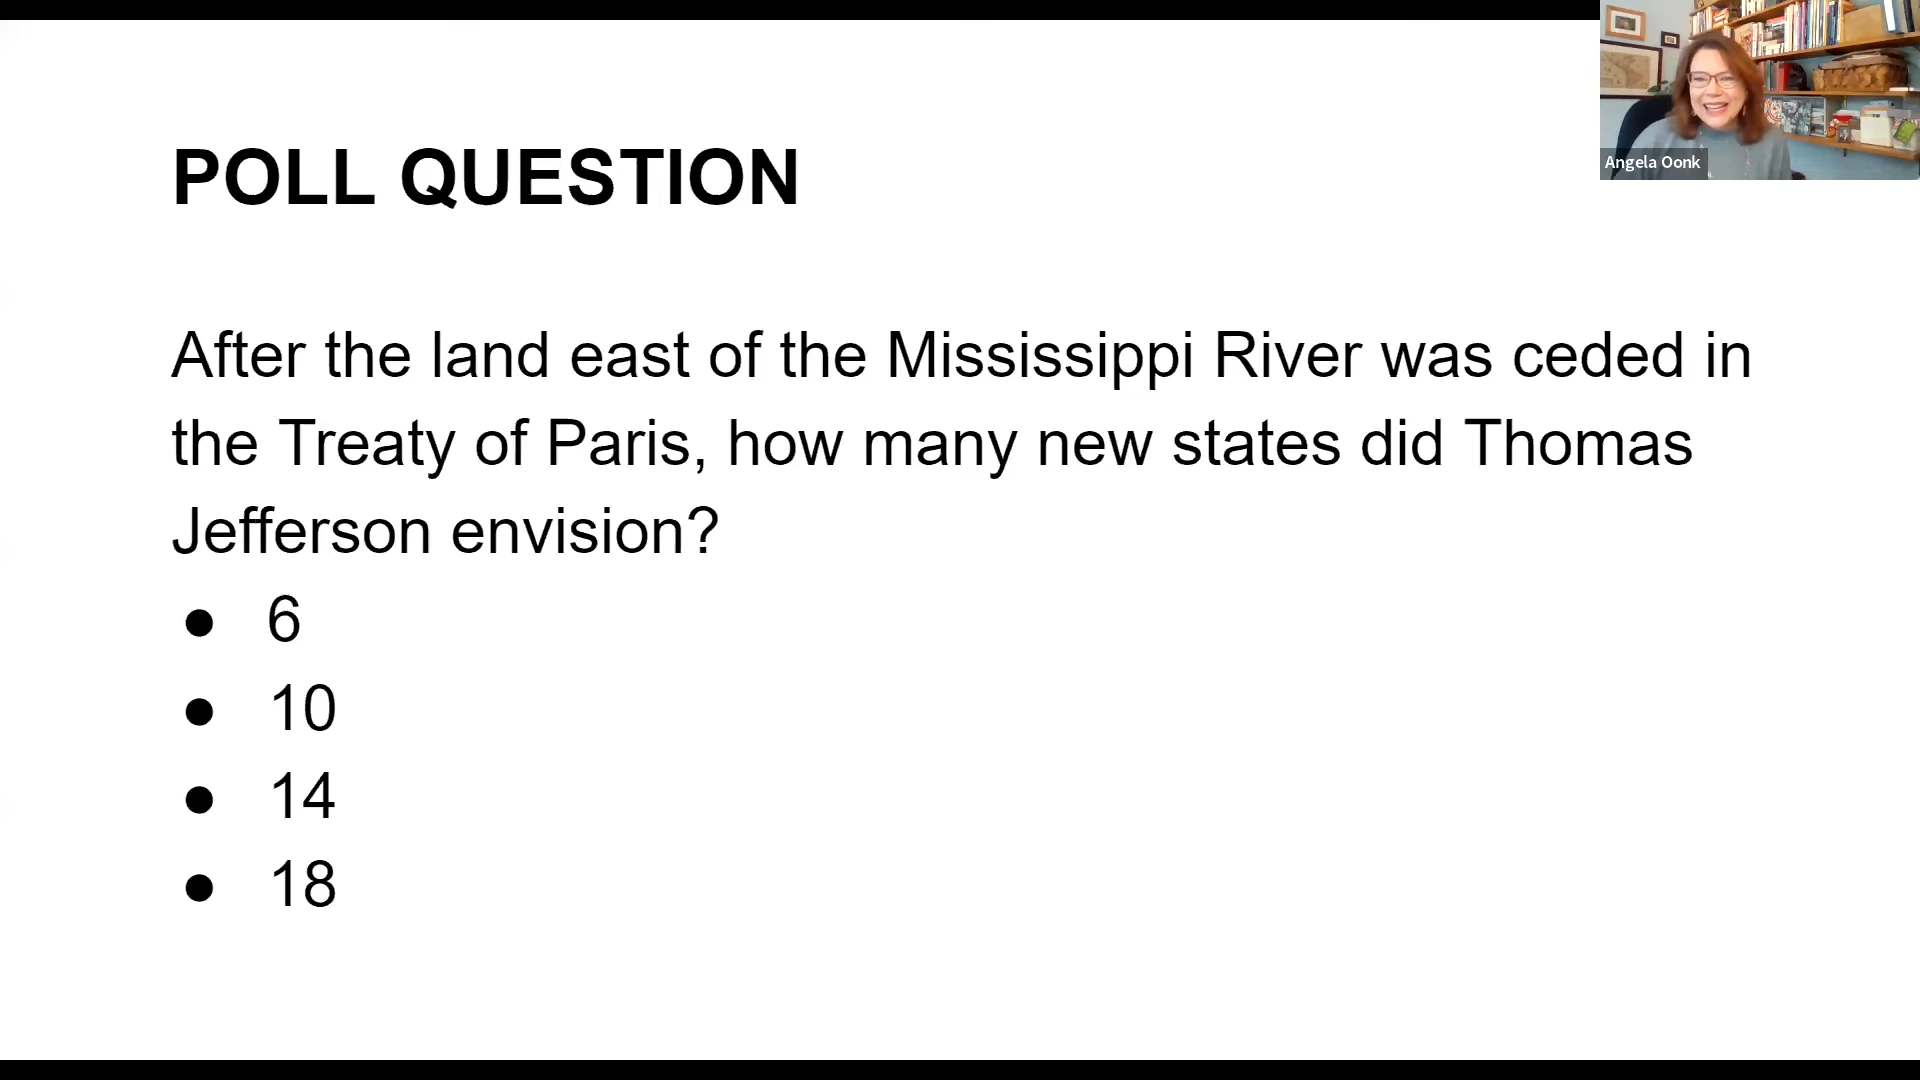 Angela Oonk
POLL QUESTION
After the land east of the Mississippi River was ceded in
the Treaty of Paris, how many new states did Thomas
Jefferson envision?
● 6
● 10
● 14
● 18